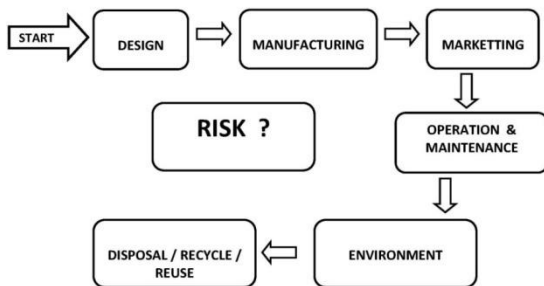 START
DESIGN
MANUFACTURING
MARKETTING
RISK ?
OPERATION &
MAINTENANCE
DISPOSAL / RECYCLE /
REUSE
ENVIRONMENT